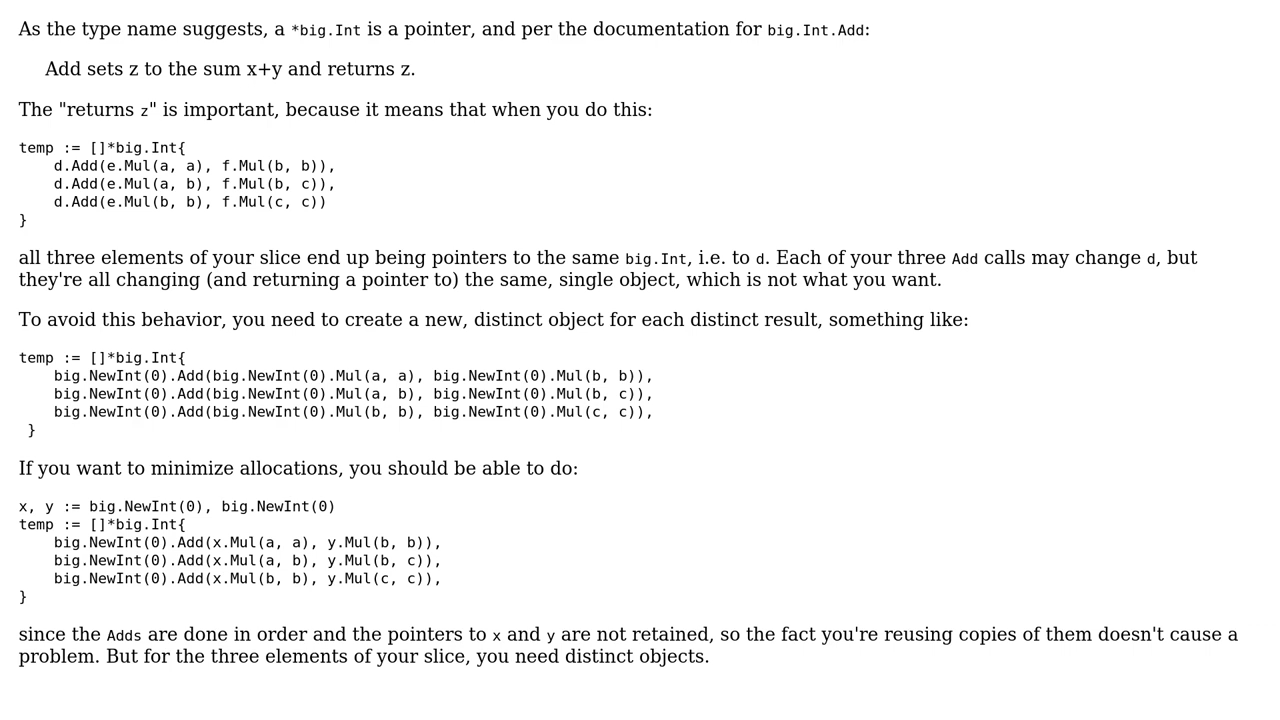 As the type name suggests, a *big.Int is a pointer, and per the documentation for big.Int.Add:
Add sets z to the sum x+y and returns z.
The "returns z" is important, because it means that when you do this:
temp := []*big.Int{
    d.Add(e.Mul(a, a), f.Mul(b, b)),
    d.Add(e.Mul(a, b), f.Mul(b, c)),
    d.Add(e.Mul(b, b), f.Mul(c, c))
}
all three elements of your slice end up being pointers to the same big.Int, i.e. to d. Each of your three Add calls may change d, but
they're all changing (and returning a pointer to) the same, single object, which is not what you want.
To avoid this behavior, you need to create a new, distinct object for each distinct result, something like:
temp := []*big.Int{
    big.NewInt(0).Add(big.NewInt(0).Mul(a, a), big.NewInt(0).Mul(b, b)),
    big.NewInt(0).Add(big.NewInt(0).Mul(a, b), big.NewInt(0).Mul(b, c)),
    big.NewInt(0).Add(big.NewInt(0).Mul(b, b), big.NewInt(0).Mul(c, c)),
 }
If you want to minimize allocations, you should be able to do:
x, y := big.NewInt(0), big.NewInt(0)
temp := []*big.Int{
    big.NewInt(0).Add(x.Mul(a, a), y.Mul(b, b)),
    big.NewInt(0).Add(x.Mul(a, b), y.Mul(b, c)),
    big.NewInt(0).Add(x.Mul(b, b), y.Mul(c, c)),
}
since the Adds are done in order and the pointers to x and y are not retained, so the fact you're reusing copies of them doesn't cause a
problem. But for the three elements of your slice, you need distinct objects.